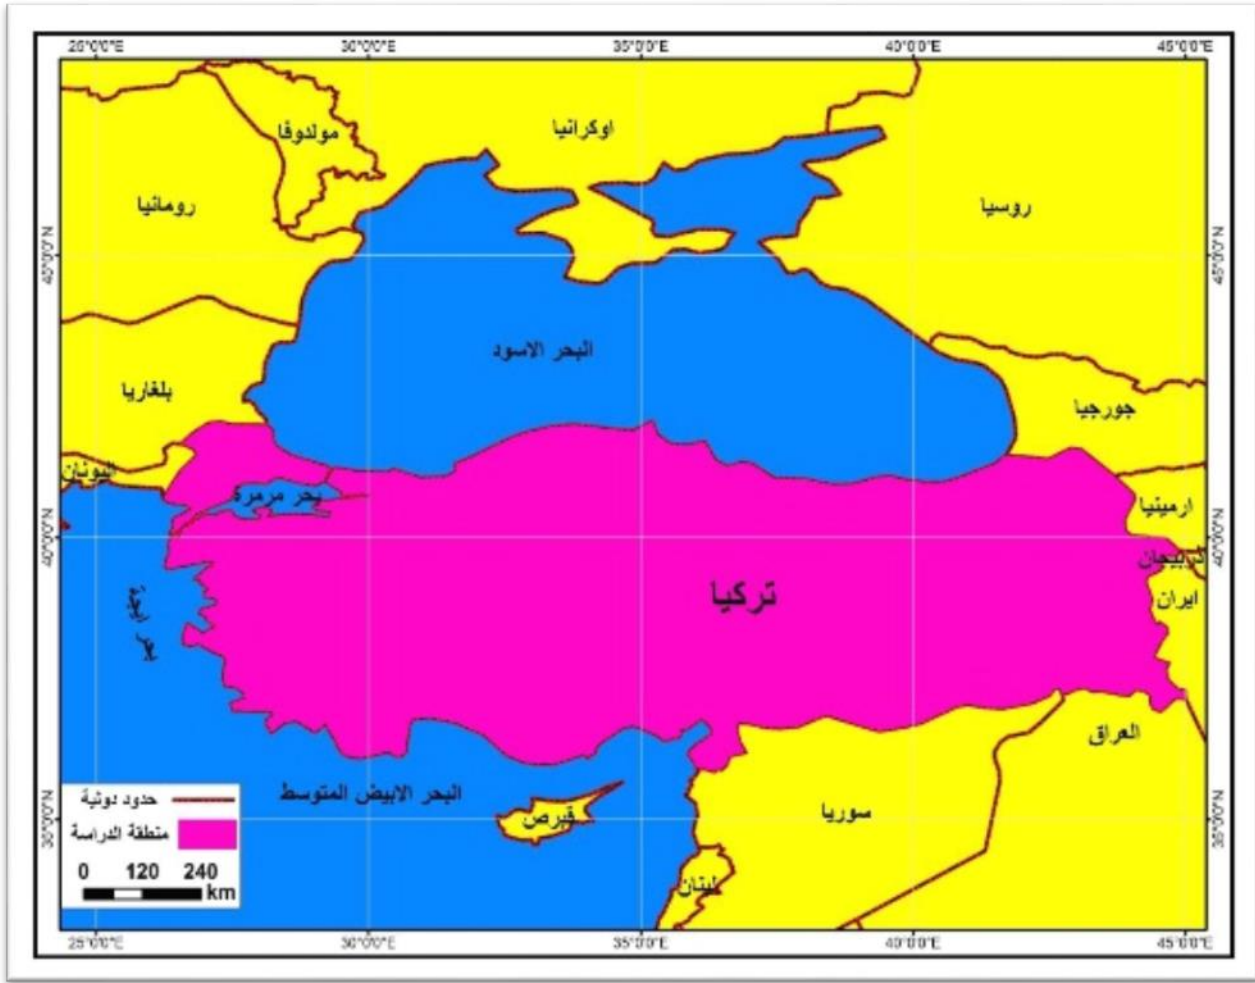 25°0'0"E 30°0'0"E 35°0'0"E 40°0'0"E 45°0'0"E
مولدوفا
اوكرانيا
رومانيا
روسيا
45°0'0"N
45°0'0"N
البحر الاسود
بلغاريا
جورجيا
اليونان
بحر مرمرة
ارمينيا
40°0'0"N
40°0'0"N
اذربيجان
تركيا
ايران
بحر ايجة
العراق
البحر الابيض المتوسط
قبرص
سوريا
لبنان
35°0'0"N
35°0'0"N
حدود دولية
منطقة الدراسة
0 120 240
km
25°0'0"E 30°0'0"E 35°0'0"E 40°0'0"E 45°0'0"E